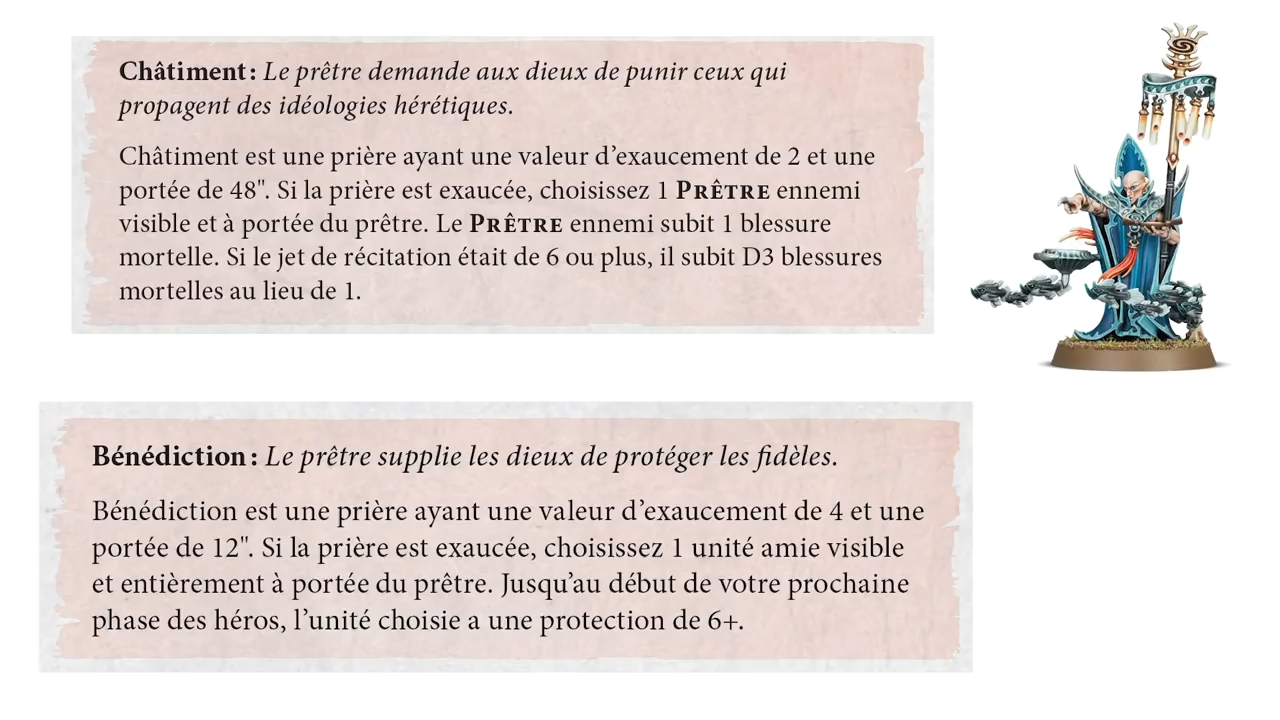 Châtiment : Le prêtre demande aux dieux de punir ceux qui
propagent des idéologies hérétiques.
Châtiment est une prière ayant une valeur d’exaucement de 2 et une
portée de 48". Si la prière est exaucée, choisissez 1 PRÊTRE ennemi
visible et à portée du prêtre. Le PRÊTRE ennemi subit 1 blessure
mortelle. Si le jet de récitation était de 6 ou plus, il subit D3 blessures
mortelles au lieu de 1.
Bénédiction : Le prêtre supplie les dieux de protéger les fidèles.
Bénédiction est une prière ayant une valeur d’exaucement de 4 et une
portée de 12". Si la prière est exaucée, choisissez 1 unité amie visible
et entièrement à portée du prêtre. Jusqu’au début de votre prochaine
phase des héros, l’unité choisie a une protection de 6+.